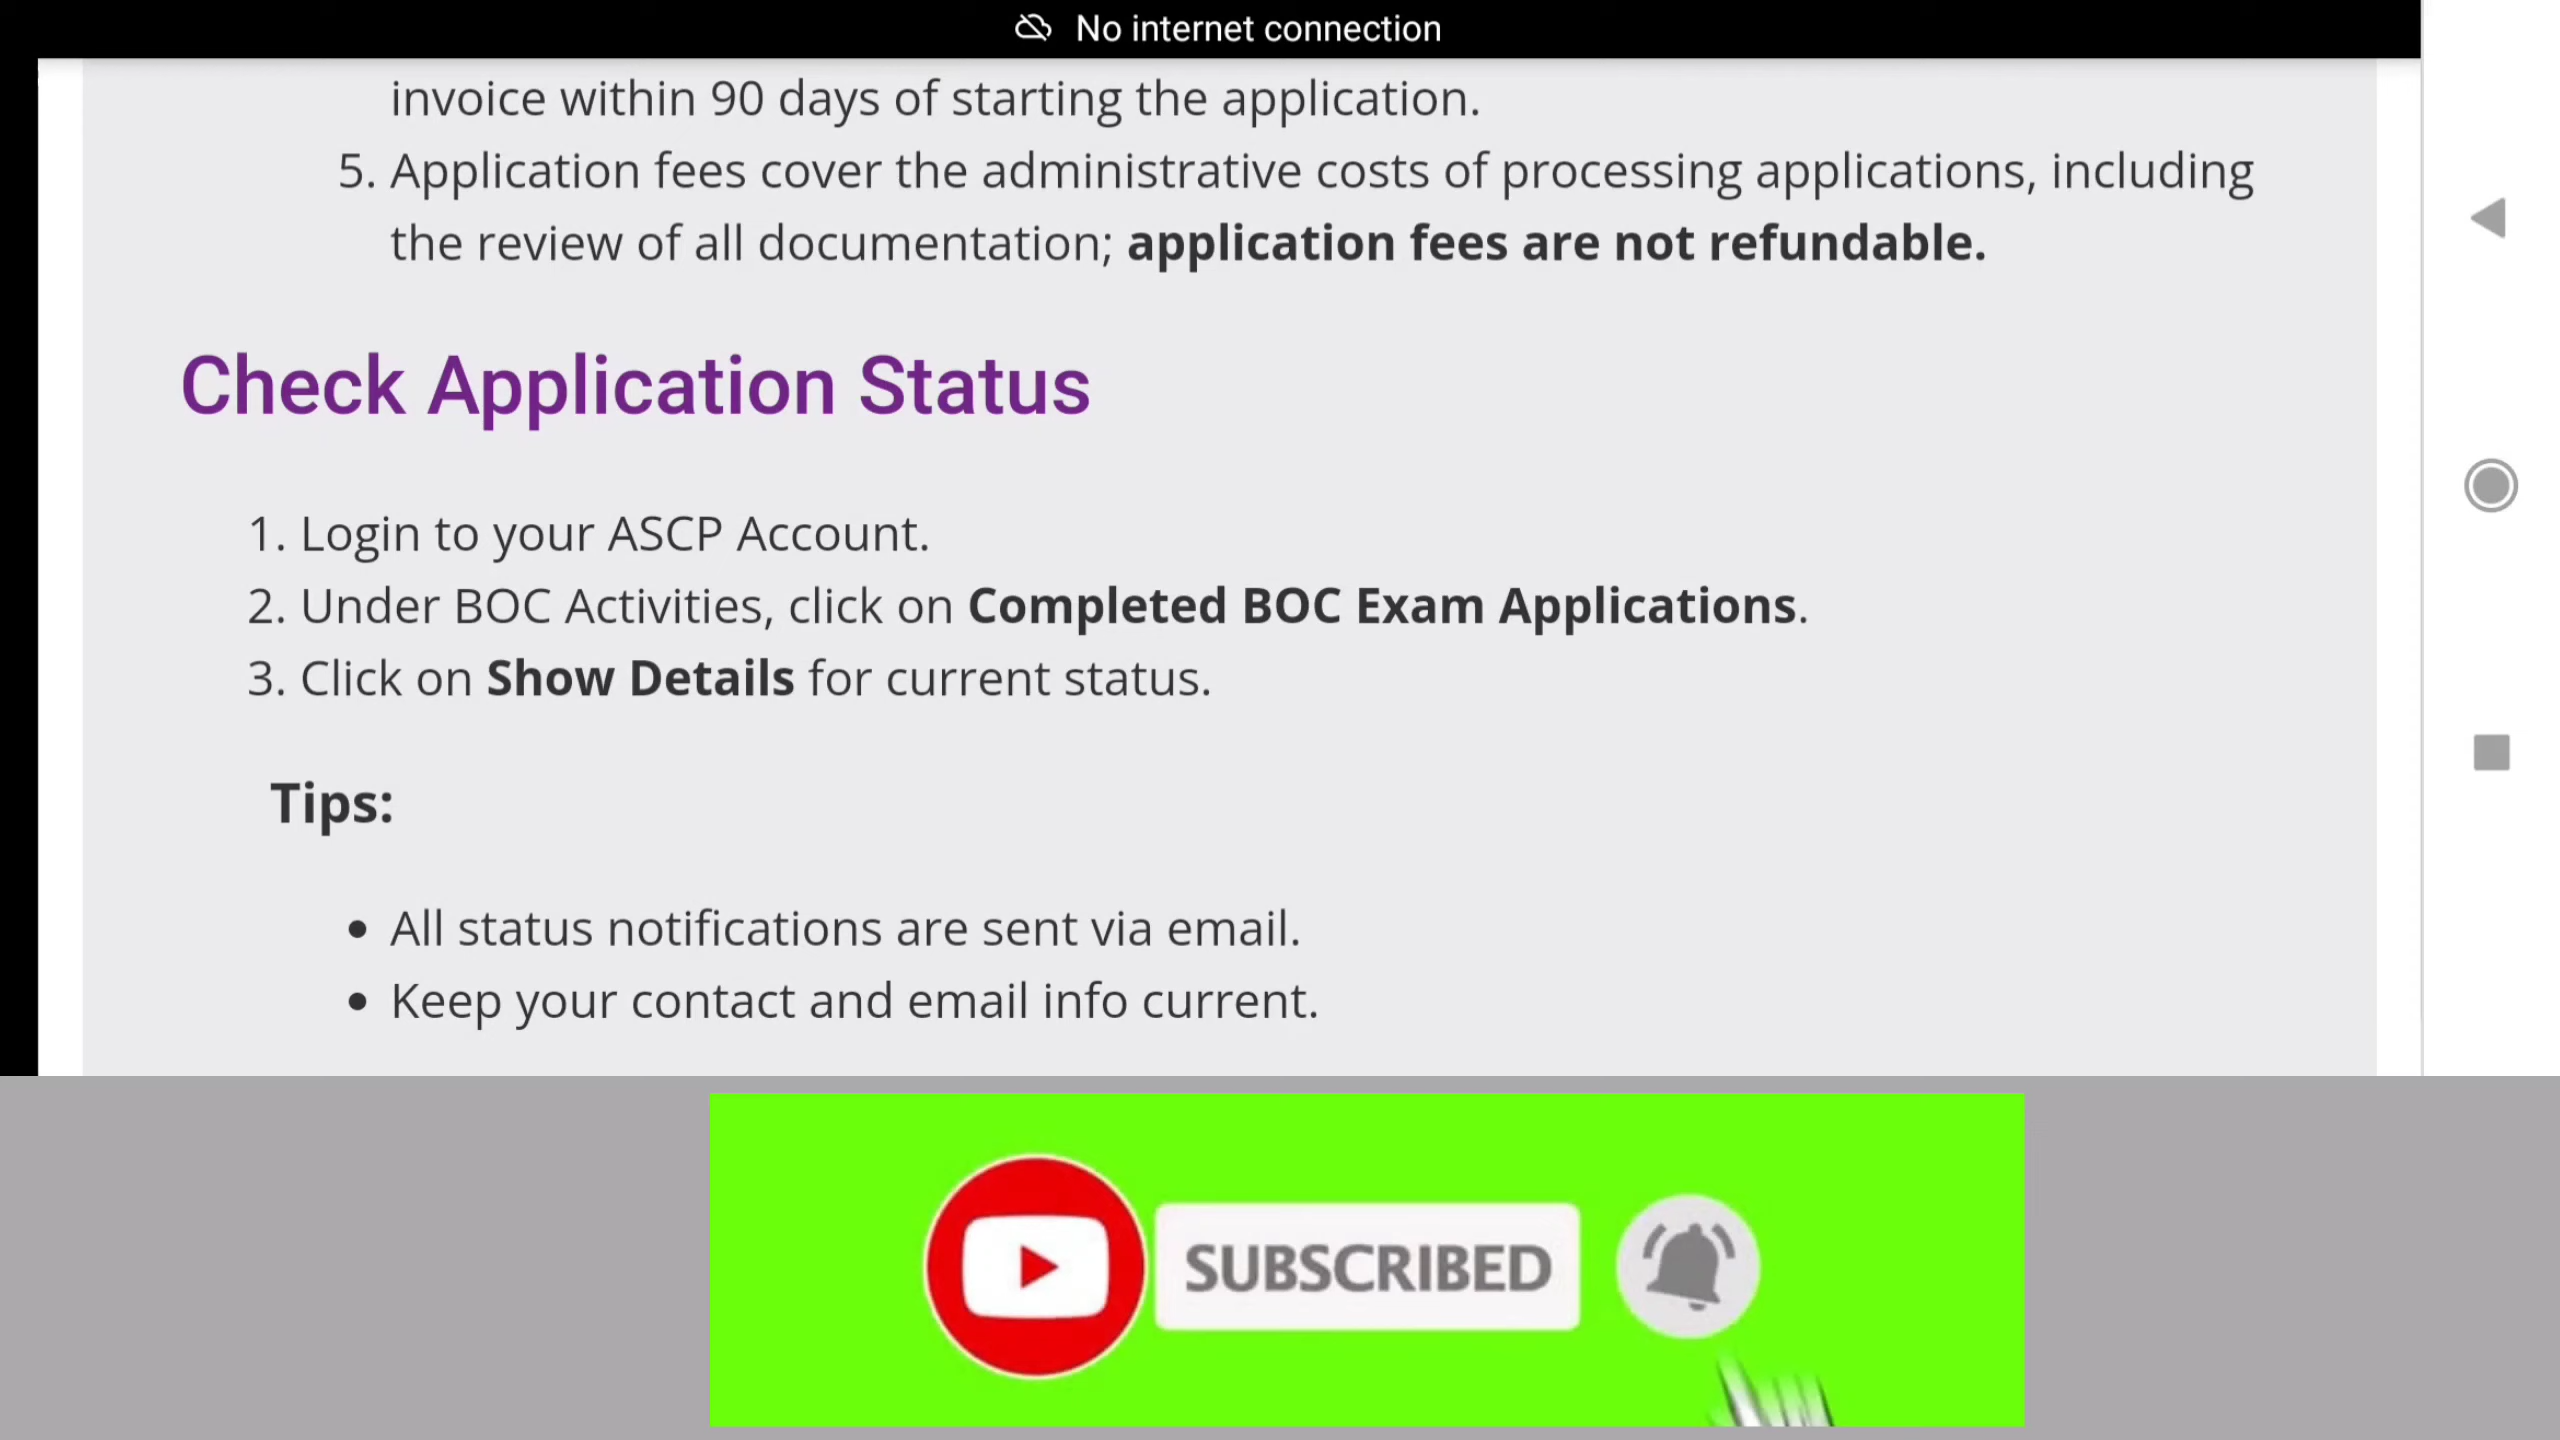 No internet connection
invoice within 90 days of starting the application.
5. Application fees cover the administrative costs of processing applications, including
the review of all documentation; application fees are not refundable.
Check Application Status
1. Login to your ASCP Account.
2. Under BOC Activities, click on Completed BOC Exam Applications.
3. Click on Show Details for current status.
Tips:
• All status notifications are sent via email.
• Keep your contact and email info current.
SUBSCRIBED